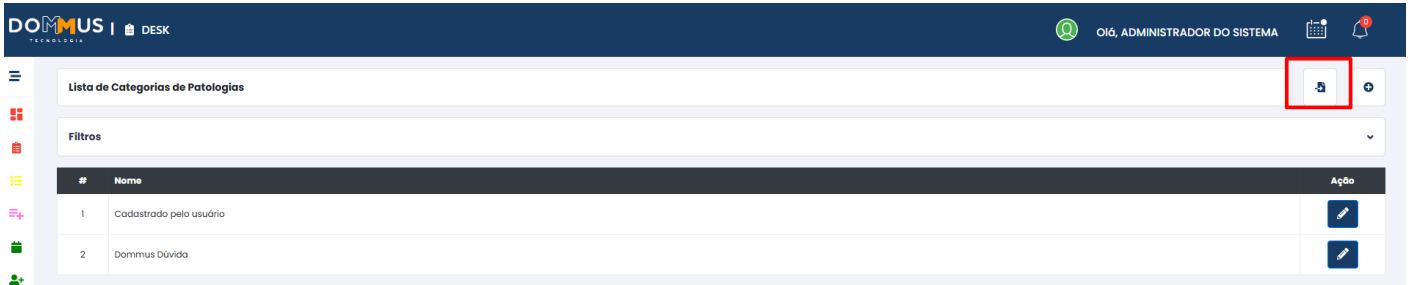 DOMMUS | DESK
TECNOLOGIA
Olá, ADMINISTRADOR DO SISTEMA
0
Lista de Categorias de Patologias
Filtros
# Nome Ação
1 Cadastrado pelo usuário
2 Dommus Dúvida